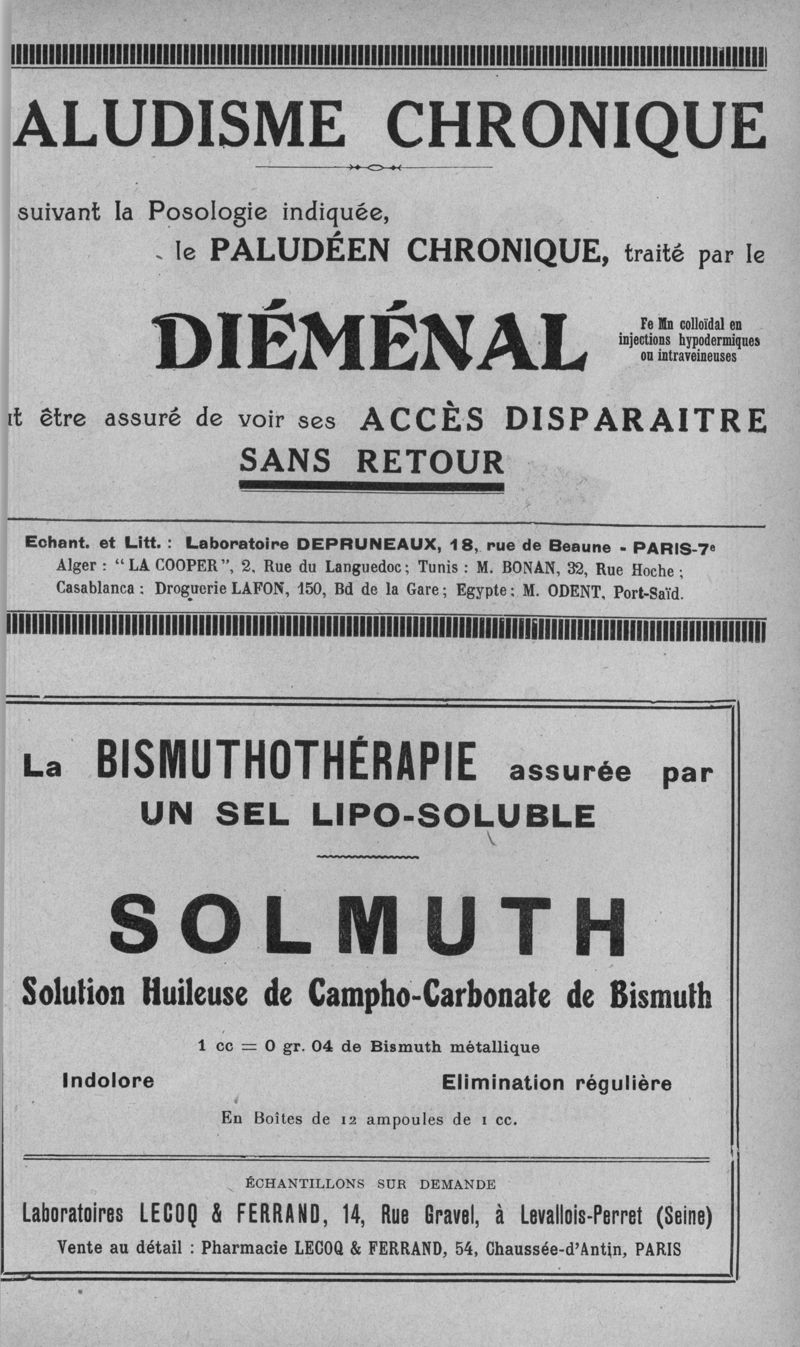 ALUDISME CHRONIQUE
suivant la Posologie indiquée,
le PALUDÉEN CHRONIQUE, traité par le
DIÉMÉNAL
Fe Mn colloïdal en
injections hypodermiques
ou intraveineuses
t être assuré de voir ses ACCÈS DISPARAITRE
SANS RETOUR
Echant. et Litt. : Laboratoire DEPRUNEAUX, 18, rue de Beaune - PARIS-7e
Alger : “LA COOPER”, 2, Rue du Languedoc ; Tunis : M. BONAN, 32, Rue Hoche ;
Casablanca : Droguerie LAFON, 150, Bd de la Gare ; Egypte : M. ODENT, Port-Saïd.
La BISMUTHOTHÉRAPIE assurée par
UN SEL LIPO-SOLUBLE
SOLMUTH
Solution Huileuse de Campho-Carbonate de Bismuth
1 cc = 0 gr. 04 de Bismuth métallique
Indolore Elimination régulière
En Boîtes de 12 ampoules de 1 cc.
ÉCHANTILLONS SUR DEMANDE
Laboratoires LECOQ & FERRAND, 14, Rue Gravel, à Levallois-Perret (Seine)
Vente au détail : Pharmacie LECOQ & FERRAND, 54, Chaussée-d'Antin, PARIS